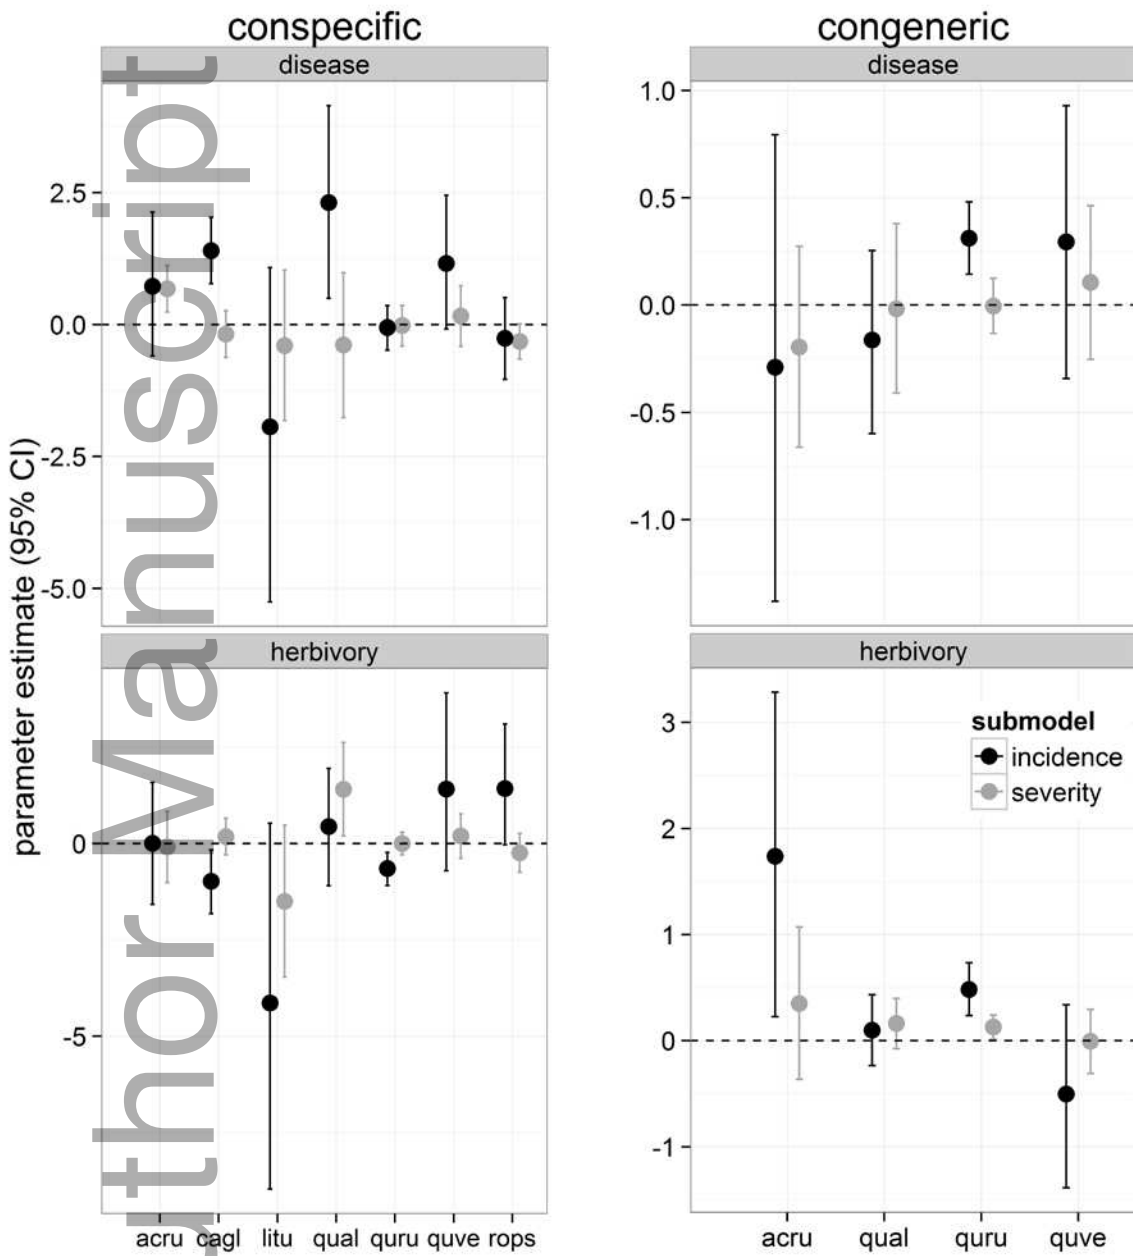 conspecific
congeneric
disease
disease
2.5
0.0
-2.5
-5.0
1.0
0.5
0.0
-0.5
-1.0
parameter estimate (95% CI)
herbivory
herbivory
0
-5
3
2
1
0
-1
submodel
incidence
severity
acru cagl litu qual quru quve rops
acru qual quru quve
uthor Manuscript